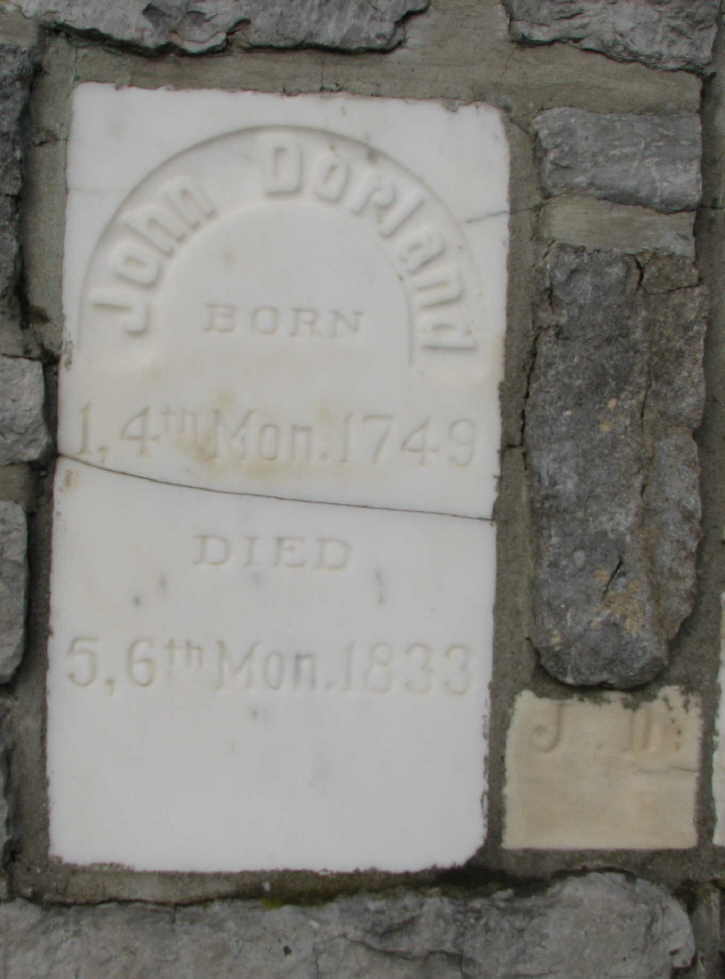 John Dorland
BORN
1, 4th Mon. 1749
DIED
5, 6th Mon. 1833
J. D.